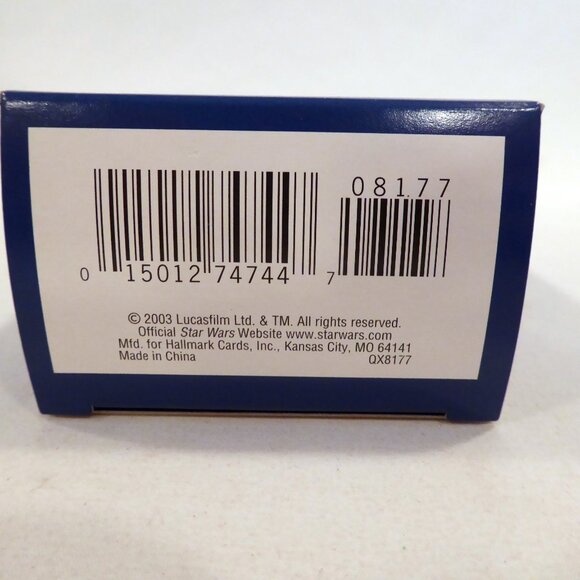 08177
0 15012 74744 7
© 2003 Lucasfilm Ltd. & TM. All rights reserved.
Official Star Wars Website www.starwars.com
Mfd. for Hallmark Cards, Inc., Kansas City, MO 64141
Made in China QX8177